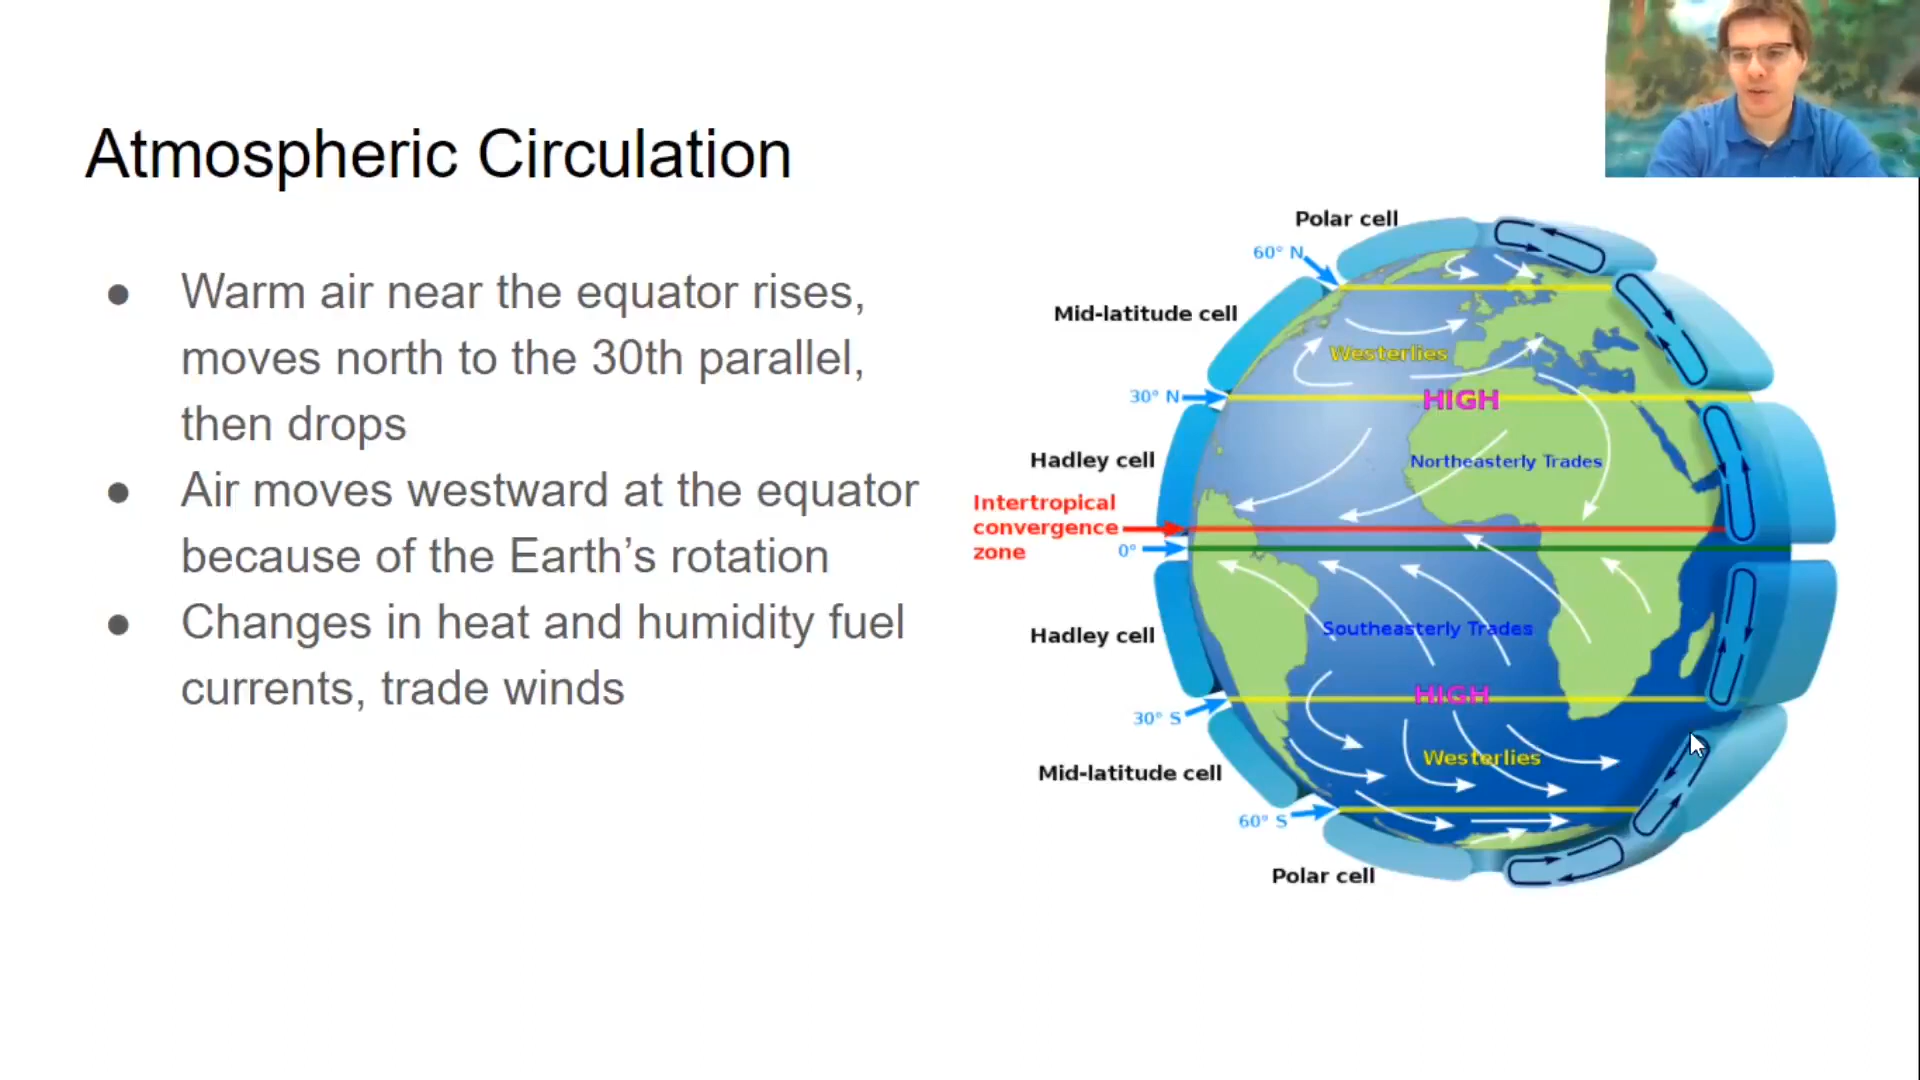 Atmospheric Circulation
● Warm air near the equator rises,
moves north to the 30th parallel,
then drops
● Air moves westward at the equator
because of the Earth’s rotation
● Changes in heat and humidity fuel
currents, trade winds
Polar cell
60° N
Mid-latitude cell
Westerlies
30° N
HIGH
Hadley cell
Northeasterly Trades
Intertropical
convergence
zone
0°
Hadley cell
Southeasterly Trades
HIGH
30° S
Westerlies
Mid-latitude cell
60° S
Polar cell